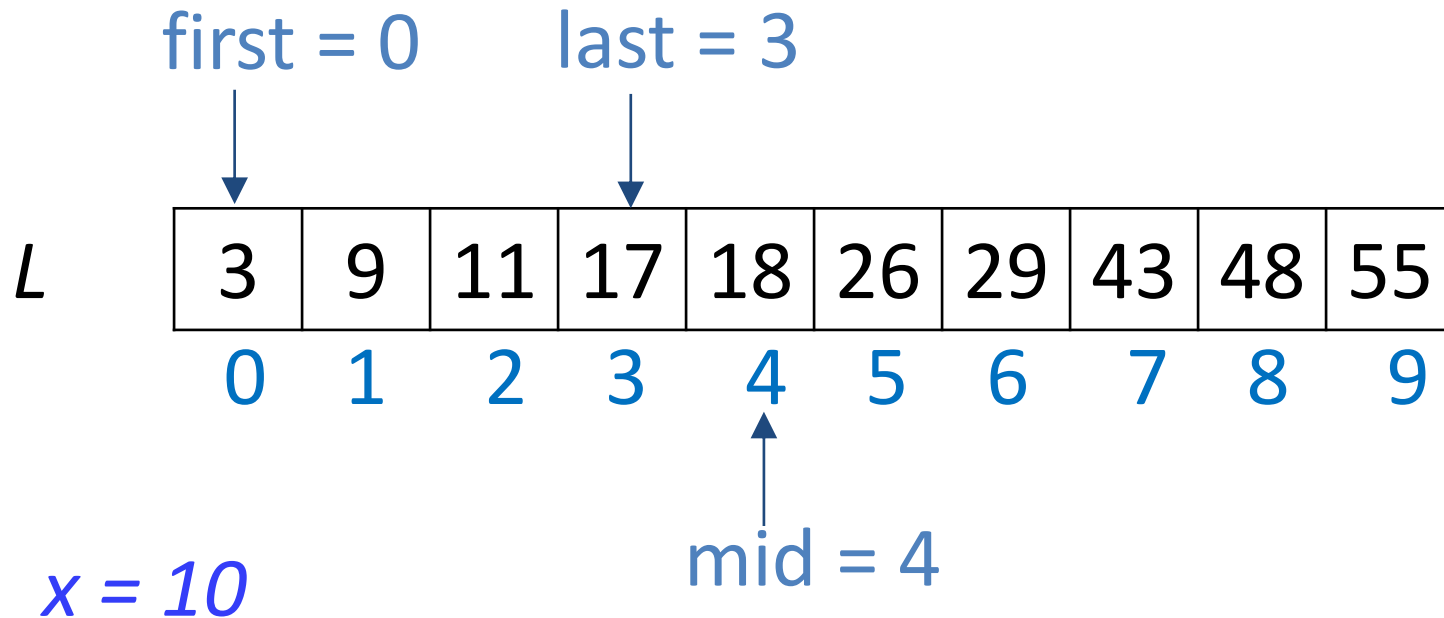 first = 0 last = 3
L 3 9 11 17 18 26 29 43 48 55
0 1 2 3 4 5 6 7 8 9
mid = 4
x = 10